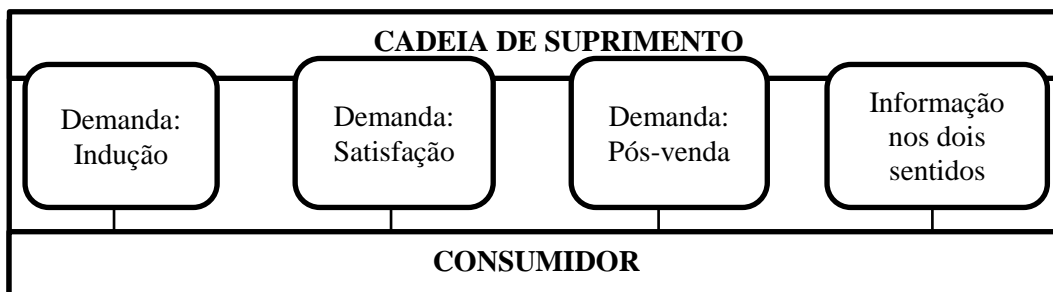 CADEIA DE SUPRIMENTO
Demanda:
Indução
Demanda:
Satisfação
Demanda:
Pós-venda
Informação
nos dois
sentidos
CONSUMIDOR